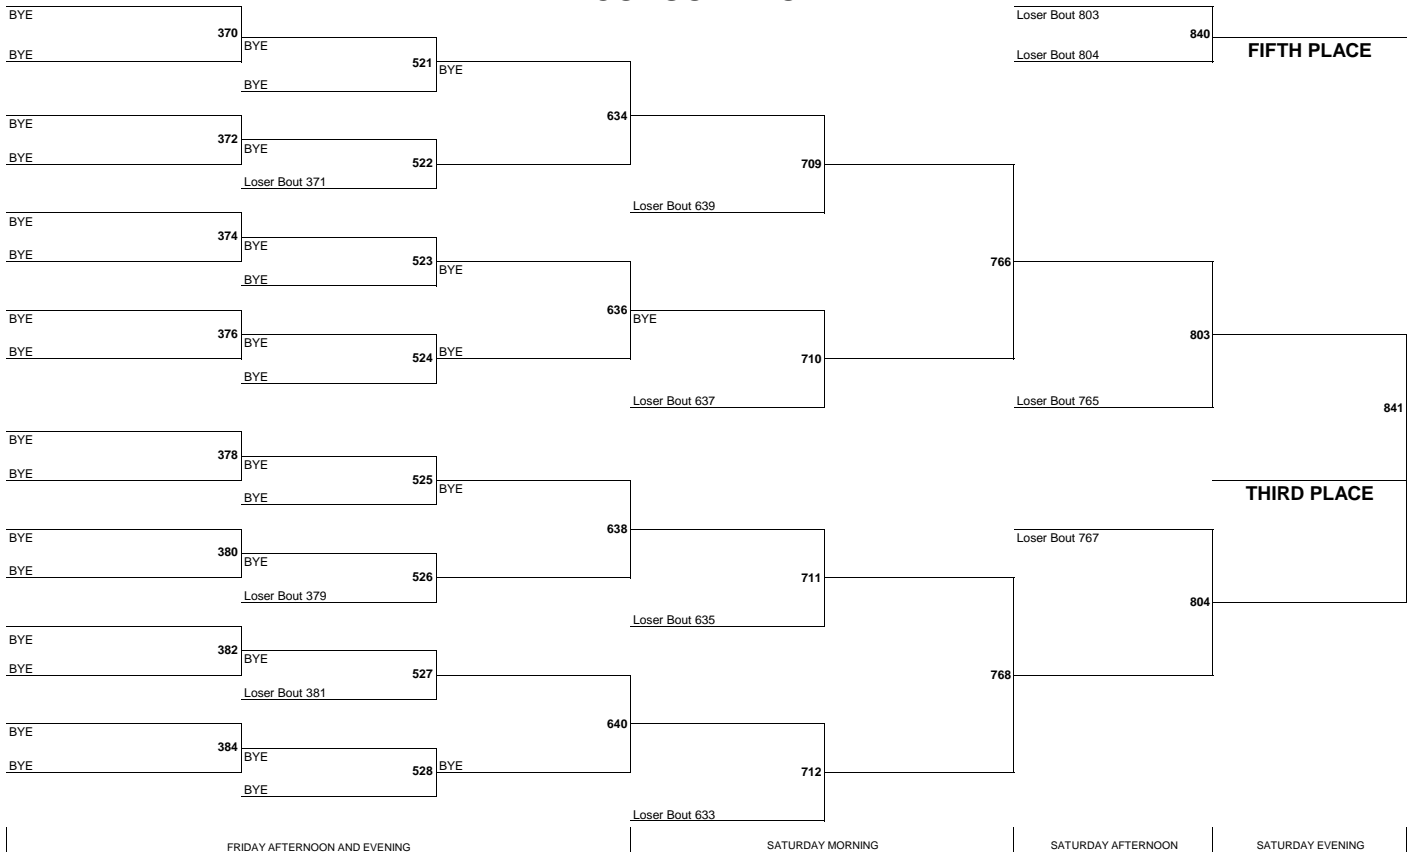 BYE
370
BYE
BYE
521
BYE
BYE
BYE
372
BYE
BYE
522
Loser Bout 371
634
709
Loser Bout 639
BYE
374
BYE
BYE
523
BYE
BYE
BYE
376
BYE
BYE
524
BYE
BYE
636
BYE
710
Loser Bout 637
766
803
Loser Bout 765
BYE
378
BYE
BYE
525
BYE
BYE
BYE
380
BYE
BYE
526
Loser Bout 379
638
711
Loser Bout 635
BYE
382
BYE
BYE
527
Loser Bout 381
BYE
384
BYE
BYE
528
BYE
BYE
640
712
Loser Bout 633
768
Loser Bout 767
804
841
THIRD PLACE
Loser Bout 803
840
Loser Bout 804
FIFTH PLACE
FRIDAY AFTERNOON AND EVENING
SATURDAY MORNING
SATURDAY AFTERNOON
SATURDAY EVENING